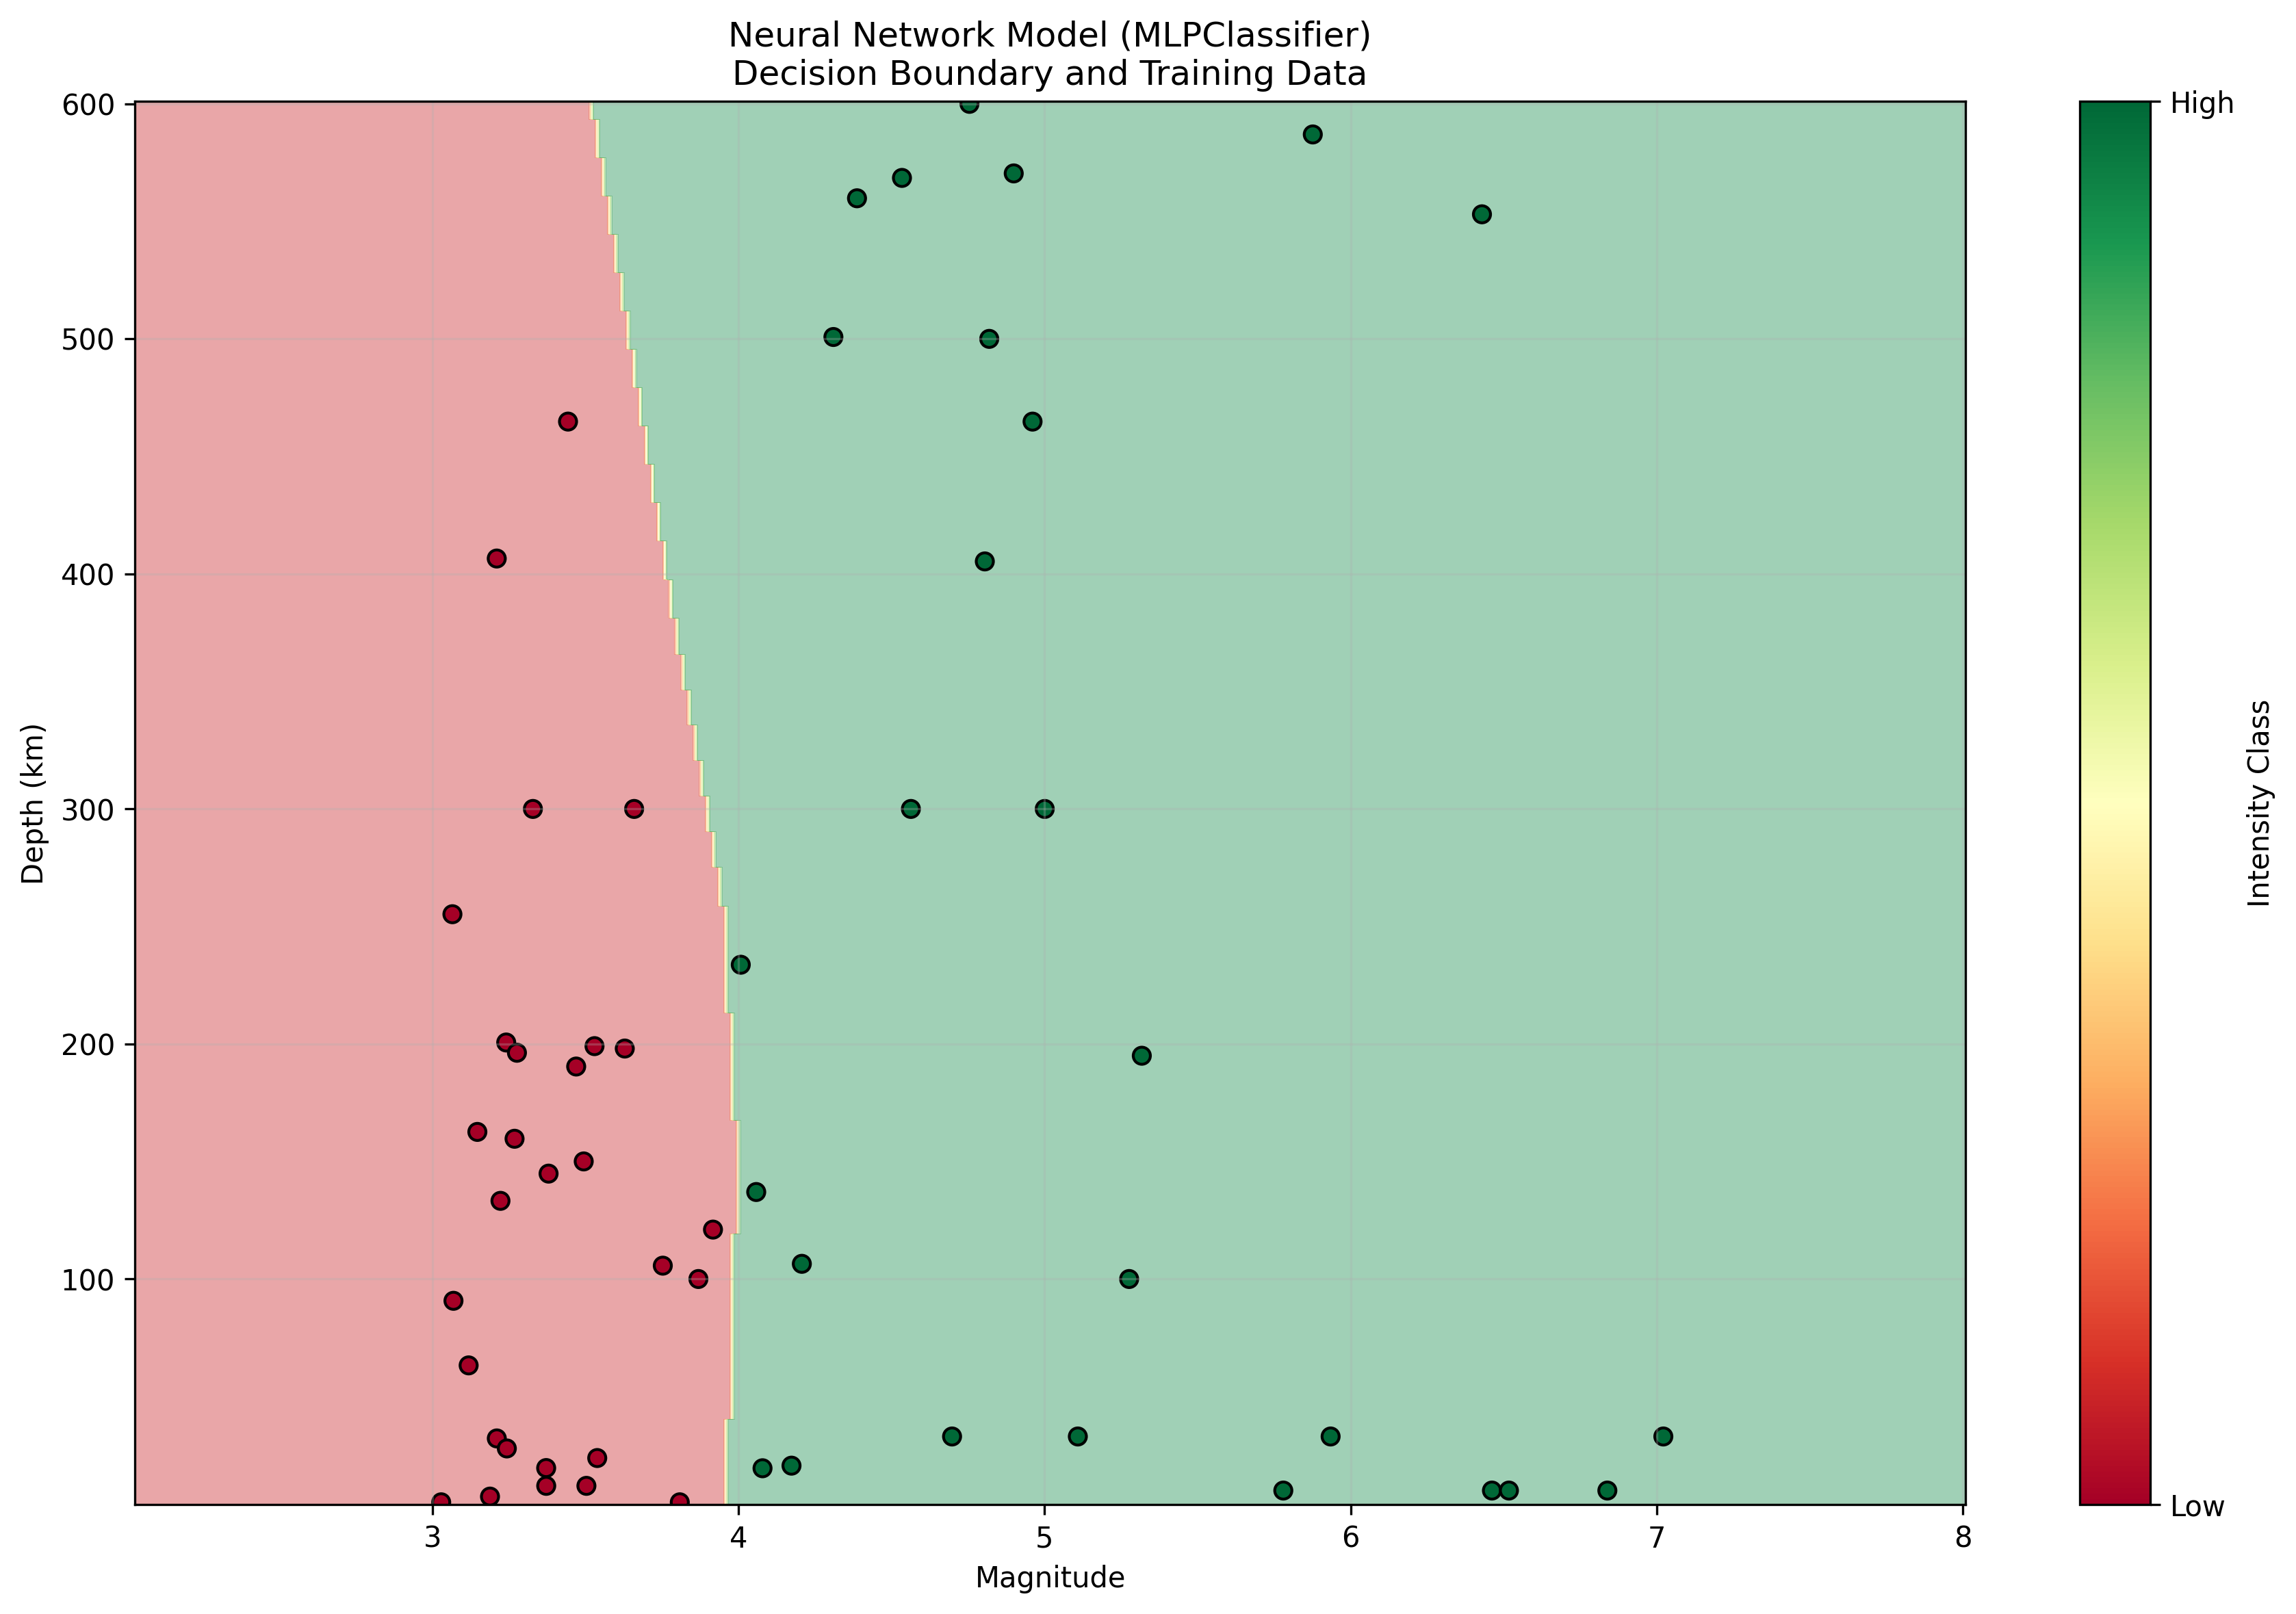 Neural Network Model (MLPClassifier)
Decision Boundary and Training Data
600
500
400
300
200
100
Depth (km)
3 4 5 6 7 8
Magnitude
High
Low
Intensity Class